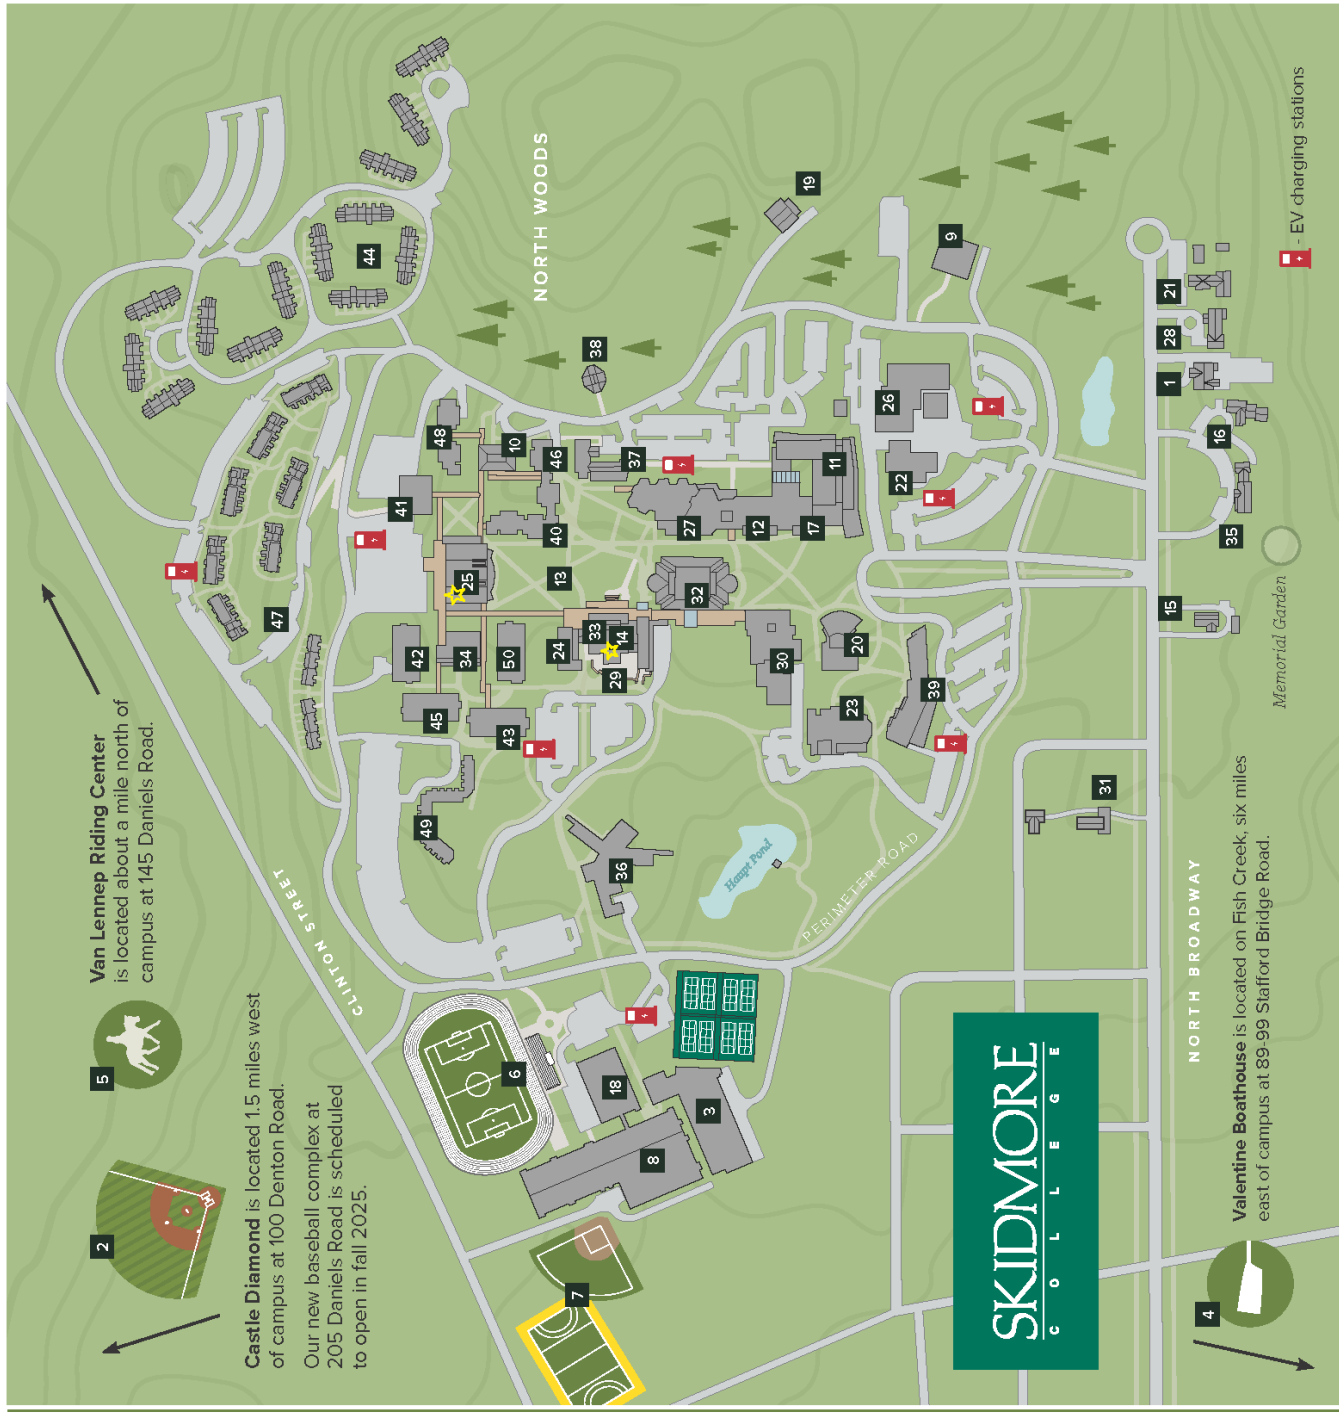 2
5
Van Lennep Riding Center
is located about a mile north of
campus at 145 Daniels Road.
Castle Diamond is located 1.5 miles west
of campus at 100 Denton Road.
Our new baseball complex at
205 Daniels Road is scheduled
to open in fall 2025.
CLINTON STREET
47
44
NORTH WOODS
41
48
10
46
38
37
42
34
25
50
45
43
49
40
13
24
33
14
29
27
12
17
11
32
19
9
26
22
30
20
23
39
36
Haupt Pond
PERIMETER ROAD
6
18
8
3
7
31
15
35
16
1
28
21
Memorial Garden
- EV charging stations
NORTH BROADWAY
SKIDMORE
COLLEGE
4
Valentine Boathouse is located on Fish Creek, six miles
east of campus at 89-99 Stafford Bridge Road.